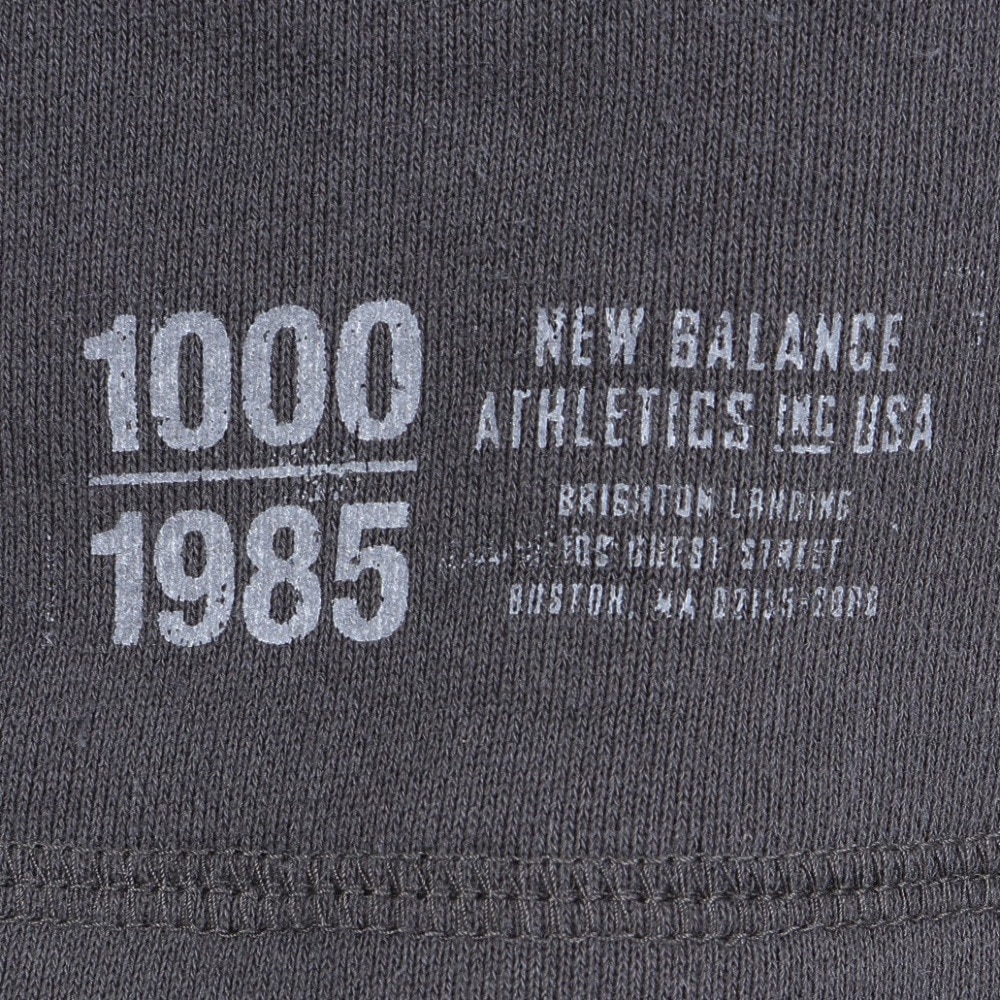 1000
1985
NEW BALANCE
ATHLETICS INC USA
BRIGHTON LANDING
GUEST STREET
BOSTON, MA